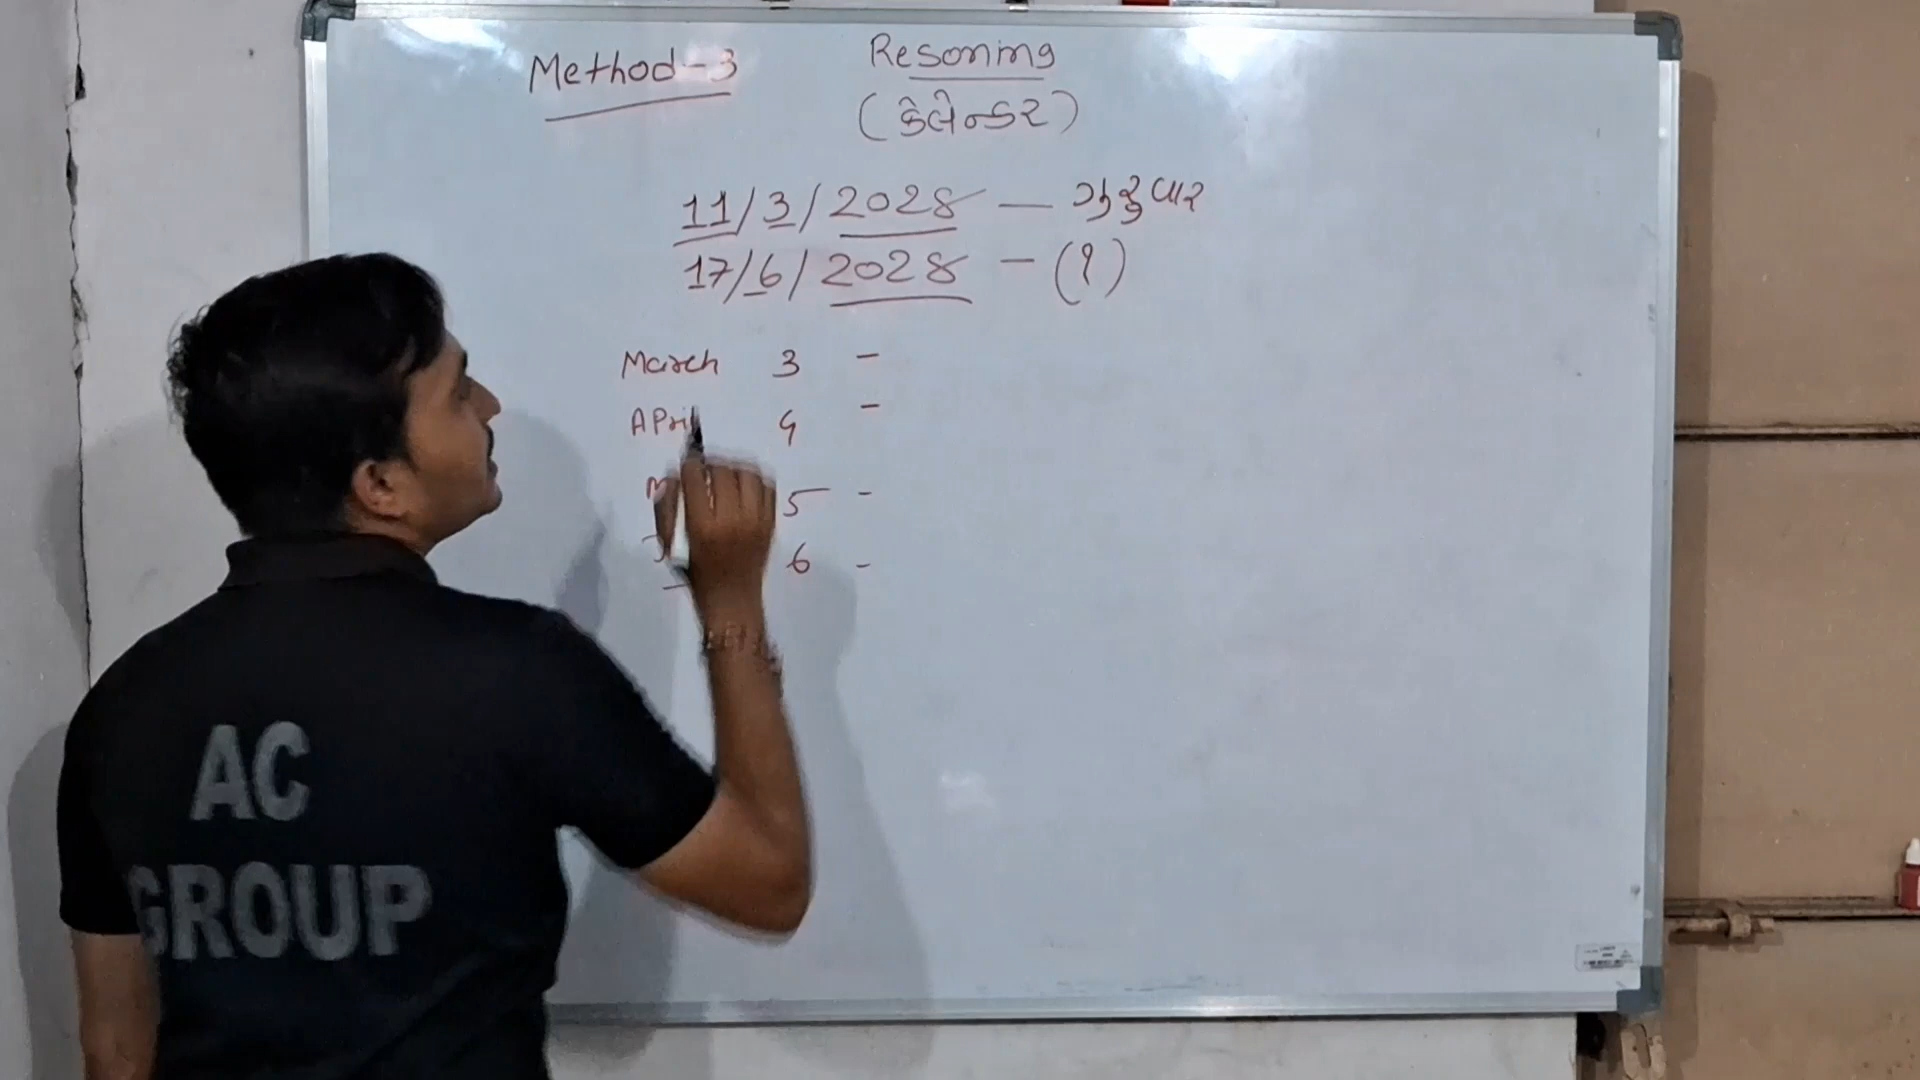 Method-3
Resoning
(કેલેન્ડર)
11/3/2028 — ગુરુવાર
17/6/2028 - (?)
March 3 -
April 4 -
5 -
6 -
AC
GROUP